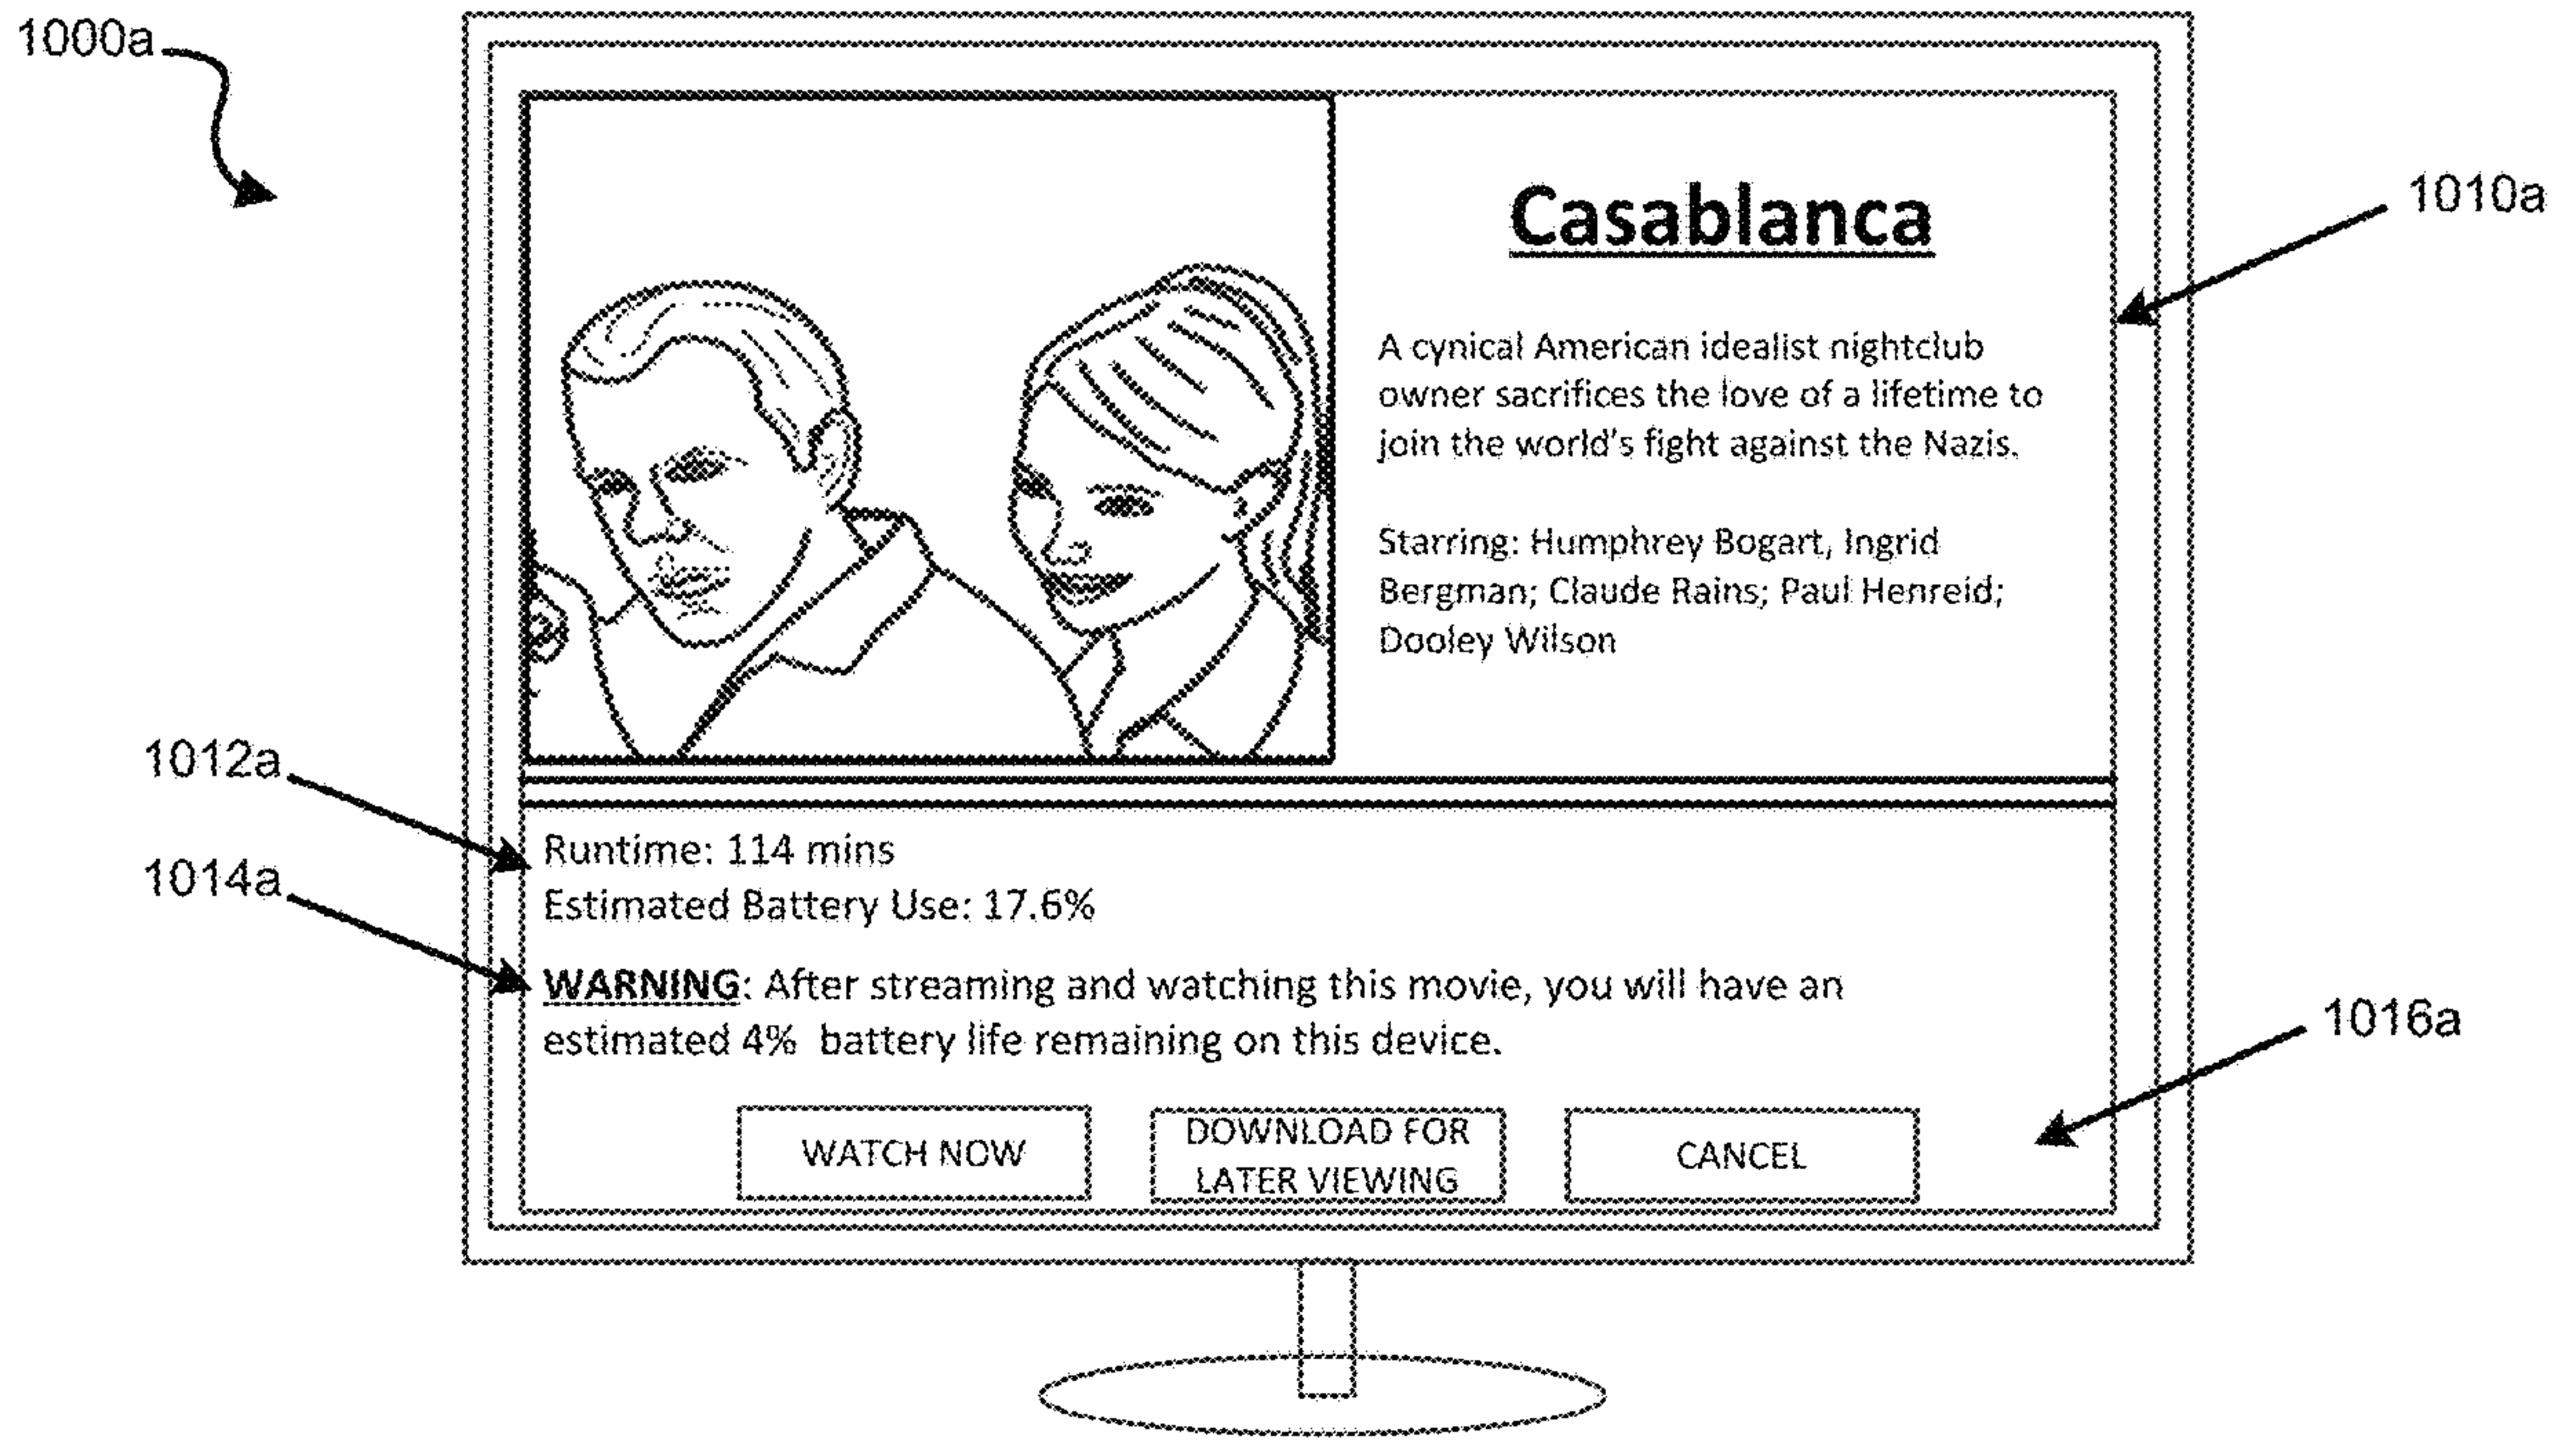 1000a
1010a
Casablanca
A cynical American idealist nightclub
owner sacrifices the love of a lifetime to
join the world's fight against the Nazis.
Starring: Humphrey Bogart, Ingrid
Bergman; Claude Rains; Paul Henreid;
Dooley Wilson
1012a
Runtime: 114 mins
1014a
Estimated Battery Use: 17.6%
WARNING: After streaming and watching this movie, you will have an
estimated 4% battery life remaining on this device.
1016a
WATCH NOW
DOWNLOAD FOR
LATER VIEWING
CANCEL